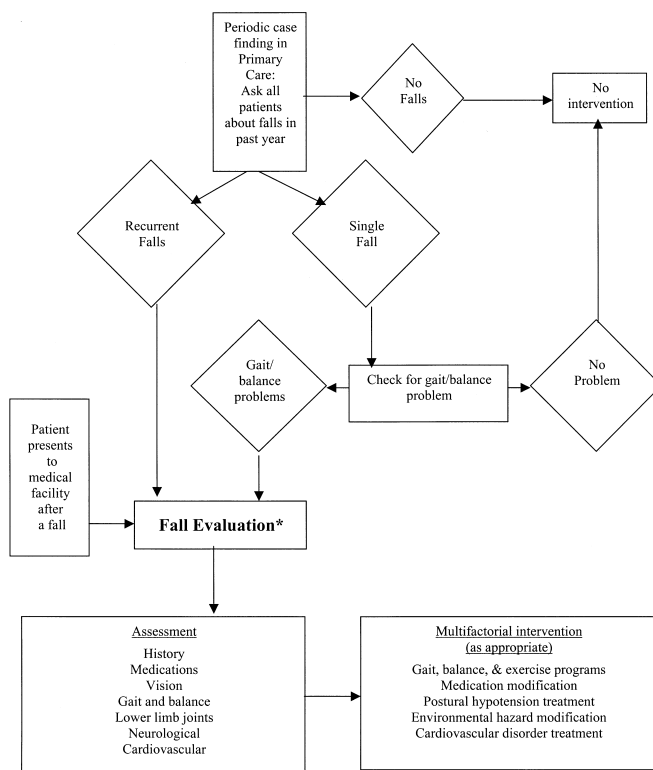 Periodic case
finding in
Primary
Care:
Ask all
patients
about falls in
past year
No
Falls
No
intervention
Recurrent
Falls
Single
Fall
Gait/
balance
problems
Check for gait/balance
problem
No
Problem
Patient
presents
to
medical
facility
after
a fall
Fall Evaluation*
Assessment
History
Medications
Vision
Gait and balance
Lower limb joints
Neurological
Cardiovascular
Multifactorial intervention
(as appropriate)
Gait, balance, & exercise programs
Medication modification
Postural hypotension treatment
Environmental hazard modification
Cardiovascular disorder treatment